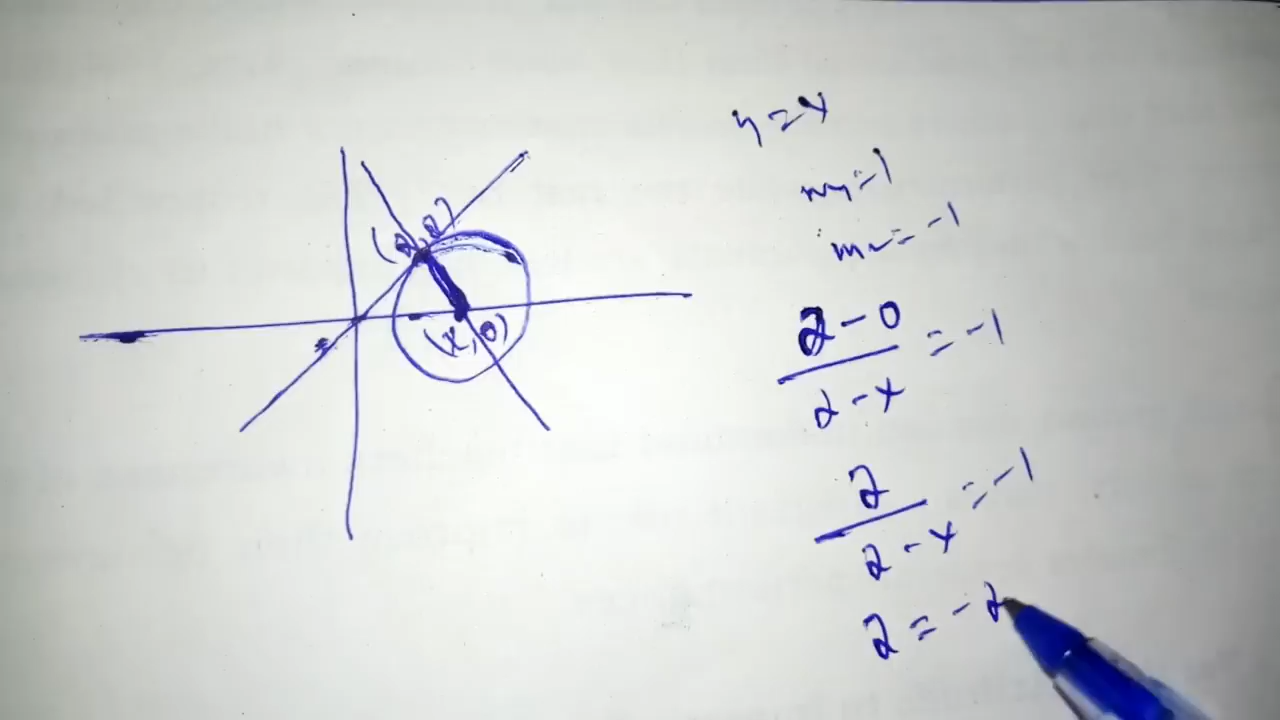 y = x
m₁ = 1
m₂ = -1
(2,2)
(x,0)
2 - 0
2 - x
= -1
2
2 - x
= -1
2 = -2